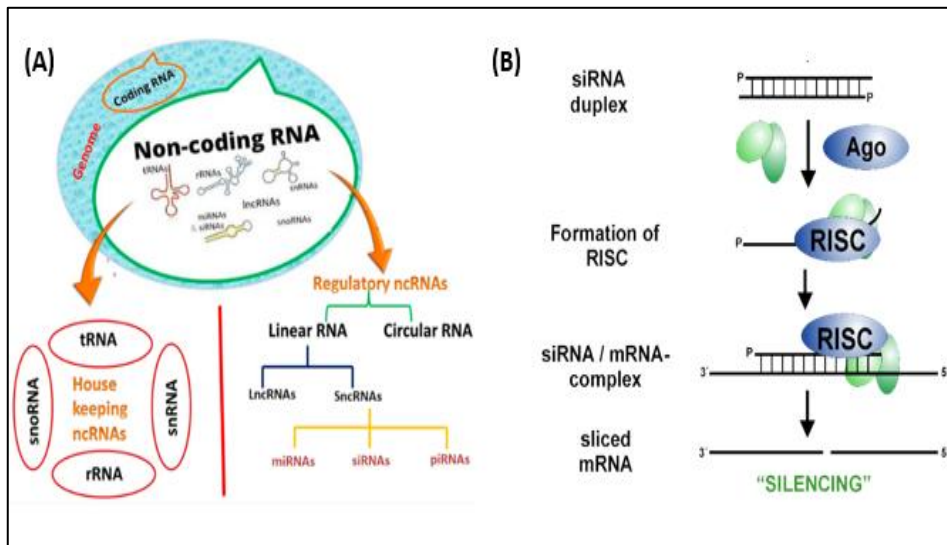 (A)
Coding RNA
Genome
Non-coding RNA
tRNAs
rRNAs
snRNAs
lncRNAs
miRNAs
siRNAs
snoRNAs
Regulatory ncRNAs
Linear RNA
Circular RNA
LncRNAs
SncRNAs
miRNAs
siRNAs
piRNAs
tRNA
snoRNA
House
keeping
ncRNAs
snRNA
rRNA
(B)
siRNA
duplex
P
P
Ago
Formation of
RISC
P
RISC
siRNA / mRNA-
complex
P
RISC
3´
5´
sliced
mRNA
3´
5´
“SILENCING”